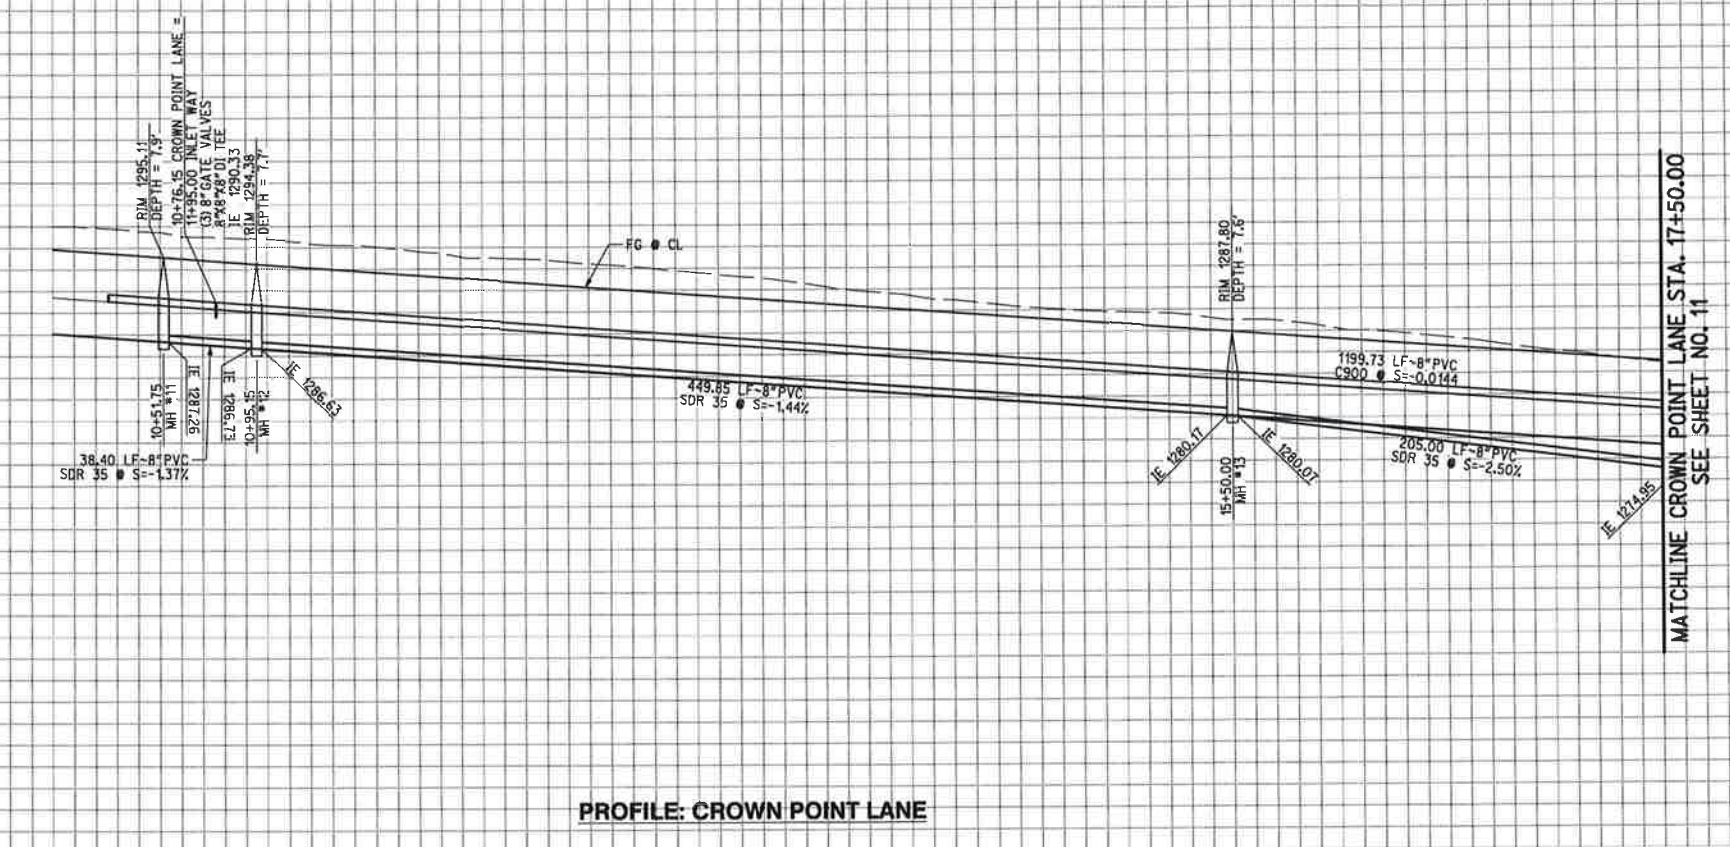 RIM 1295.11
DEPTH = 7.9'
10+76.15 CROWN POINT LANE =
11+95.00 INLET WAY
(3) 8" GATE VALVES
8"X8"X8" DI TEE
IE 1290.33
RIM 1294.38
DEPTH = 7.7'
FG @ CL
RIM 1287.80
DEPTH = 7.6'
10+51.75
MH #11
IE 1287.26
IE 1286.73
10+95.15
MH #12
IE 1286.63
38.40 LF~8"PVC
SDR 35 @ S=-1.37%
449.85 LF~8"PVC
SDR 35 @ S=-1.44%
1199.73 LF~8"PVC
C900 @ S=-0.0144
IE 1280.17
15+50.00
MH #13
IE 1280.07
205.00 LF~8"PVC
SDR 35 @ S=-2.50%
IE 1274.95
MATCHLINE CROWN POINT LANE STA. 17+50.00
SEE SHEET NO. 11
PROFILE: CROWN POINT LANE